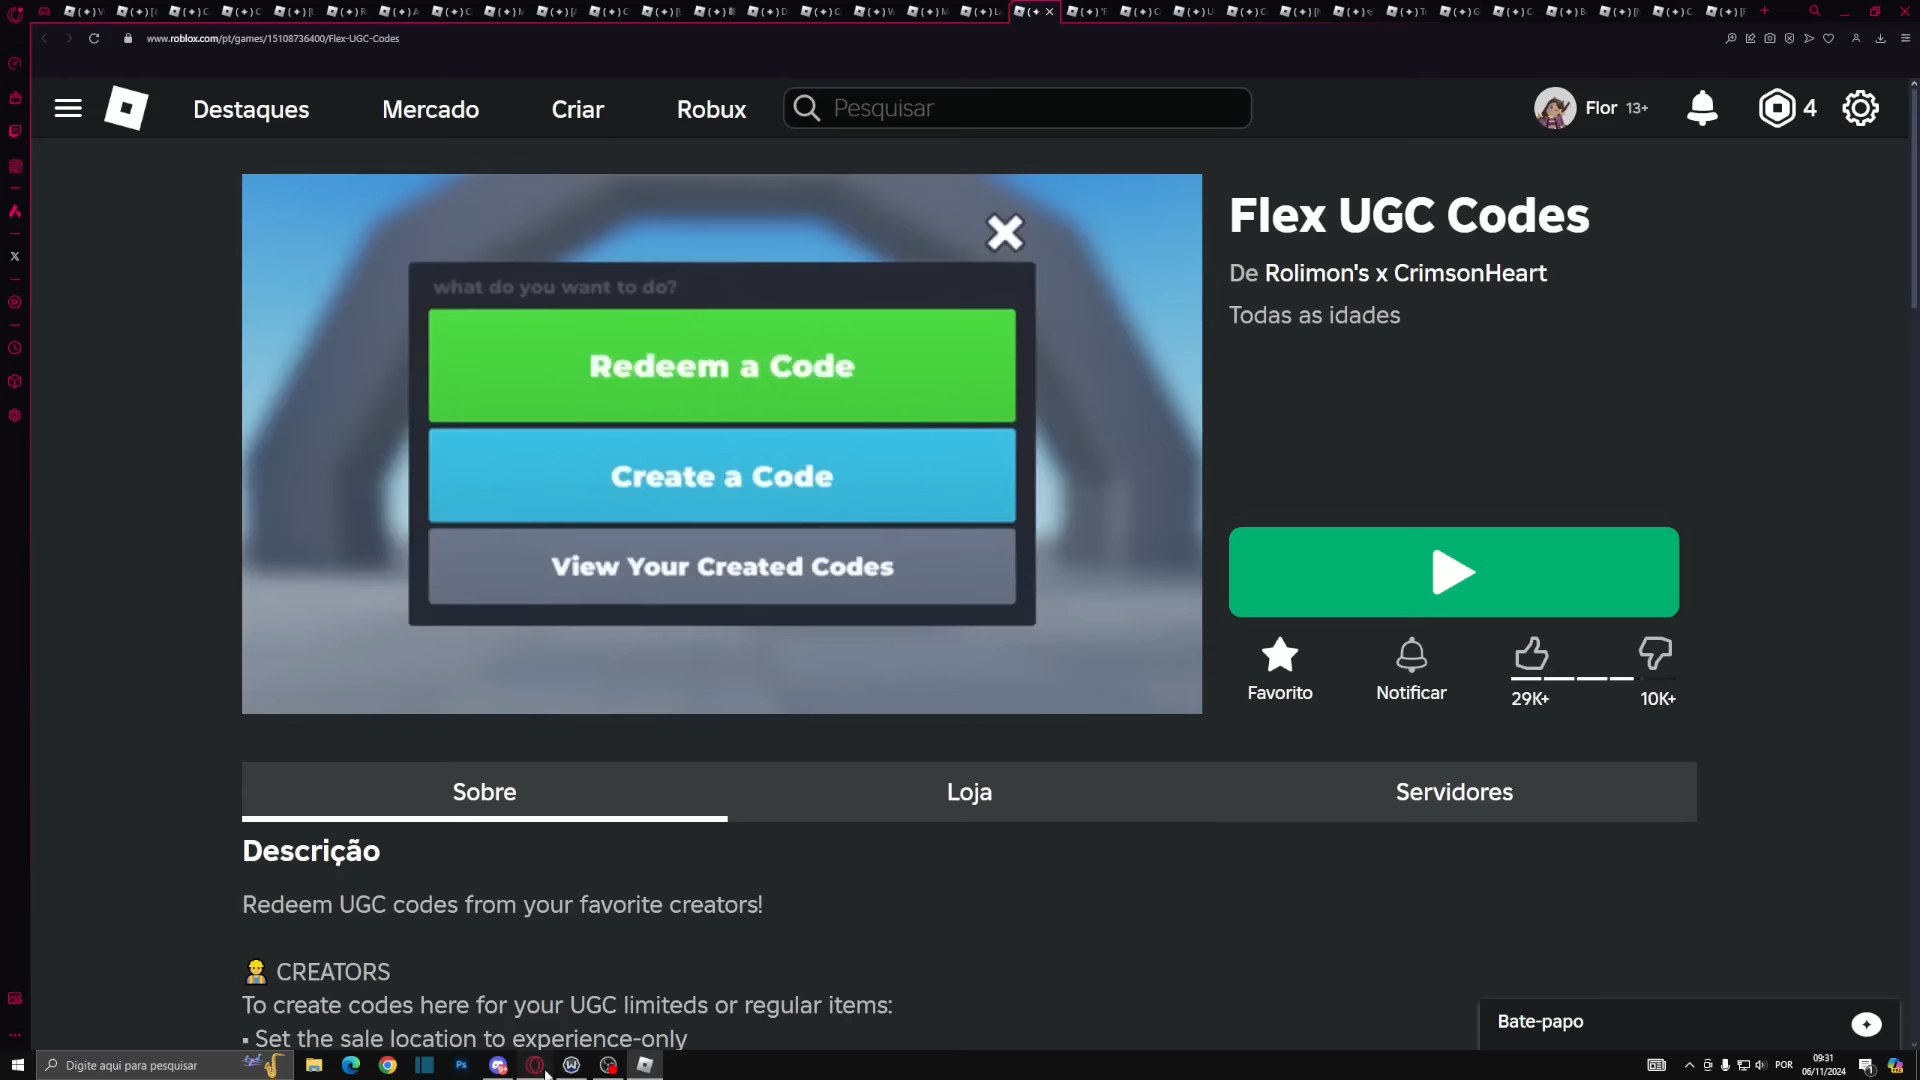 www.roblox.com/pt/games/15108736400/Flex-UGC-Codes
Destaques
Mercado
Criar
Robux
Pesquisar
Flor 13+
4
what do you want to do?
Redeem a Code
Create a Code
View Your Created Codes
Flex UGC Codes
De Rolimon's x CrimsonHeart
Todas as idades
Favorito
Notificar
29K+
10K+
Sobre
Loja
Servidores
Descrição
Redeem UGC codes from your favorite creators!
👷 CREATORS
To create codes here for your UGC limiteds or regular items:
▪ Set the sale location to experience-only
Bate-papo
Digite aqui para pesquisar
Ps
POR
09:31
06/11/2024